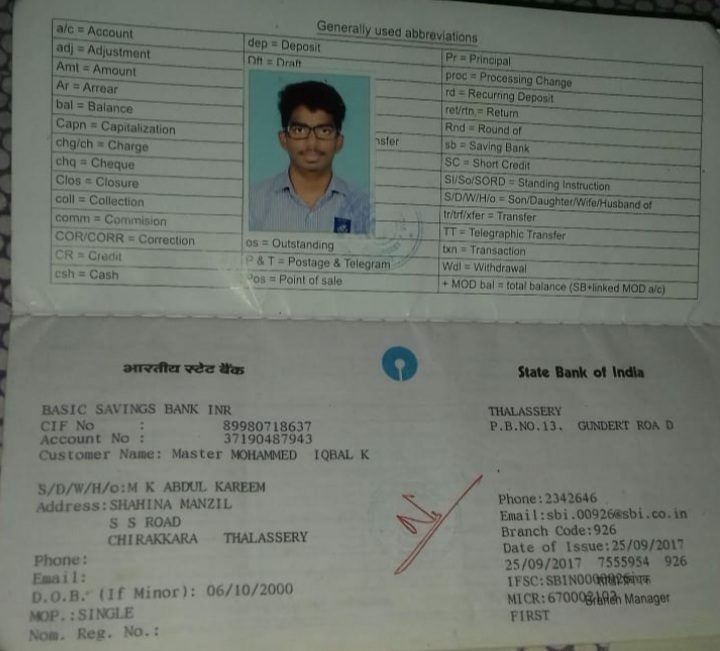 Generally used abbreviations
a/c = Account
adj = Adjustment
Amt = Amount
Ar = Arrear
bal = Balance
Capn = Capitalization
chg/ch = Charge
chq = Cheque
Clos = Closure
coll = Collection
comm = Commision
COR/CORR = Correction
CR = Credit
csh = Cash
dep = Deposit
Dft = Draft
os = Outstanding
P & T = Postage & Telegram
Pos = Point of sale
Pr = Principal
proc = Processing Change
rd = Recurring Deposit
ret/rtn = Return
Rnd = Round of
sb = Saving Bank
SC = Short Credit
SI/So/SORD = Standing Instruction
S/D/W/H/o = Son/Daughter/Wife/Husband of
tr/trf/xfer = Transfer
TT = Telegraphic Transfer
txn = Transaction
Wdl = Withdrawal
+ MOD bal = total balance (SB+linked MOD a/c)
भारतीय स्टेट बैंक
State Bank of India
BASIC SAVINGS BANK INR
CIF No : 89980718637
Account No : 37190487943
Customer Name: Master MOHAMMED IQBAL K
S/D/W/H/o:M K ABDUL KAREEM
Address:SHAHINA MANZIL
S S ROAD
CHIRAKKARA THALASSERY
Phone:
Email:
D.O.B. (If Minor): 06/10/2000
MOP.:SINGLE
Nom. Reg. No.:
THALASSERY
P.B.NO.13. GUNDERT ROA D
Phone:2342646
Email:sbi.00926@sbi.co.in
Branch Code:926
Date of Issue:25/09/2017
25/09/2017 7555954 926
IFSC:
MICR:
Branch Manager
FIRST